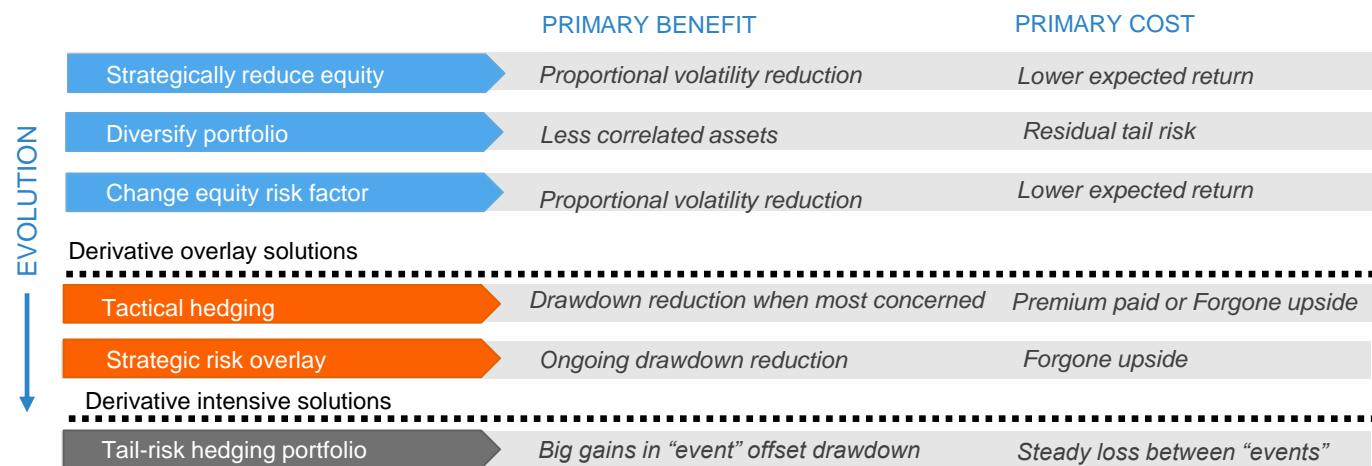 PRIMARY BENEFIT
PRIMARY COST
EVOLUTION
Strategically reduce equity
Proportional volatility reduction
Lower expected return
Diversify portfolio
Less correlated assets
Residual tail risk
Change equity risk factor
Proportional volatility reduction
Lower expected return
Derivative overlay solutions
Tactical hedging
Drawdown reduction when most concerned
Premium paid or Forgone upside
Strategic risk overlay
Ongoing drawdown reduction
Forgone upside
Derivative intensive solutions
Tail-risk hedging portfolio
Big gains in “event” offset drawdown
Steady loss between “events”